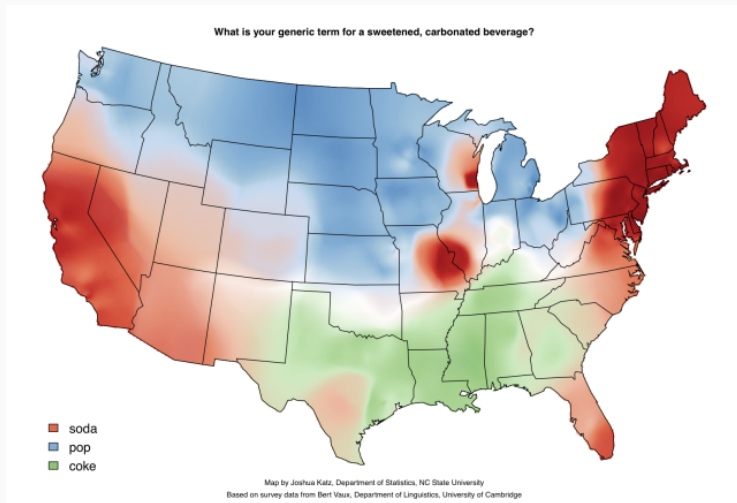 What is your generic term for a sweetened, carbonated beverage?
soda
pop
coke
Map by Joshua Katz, Department of Statistics, NC State University
Based on survey data from Bert Vaux, Department of Linguistics, University of Cambridge